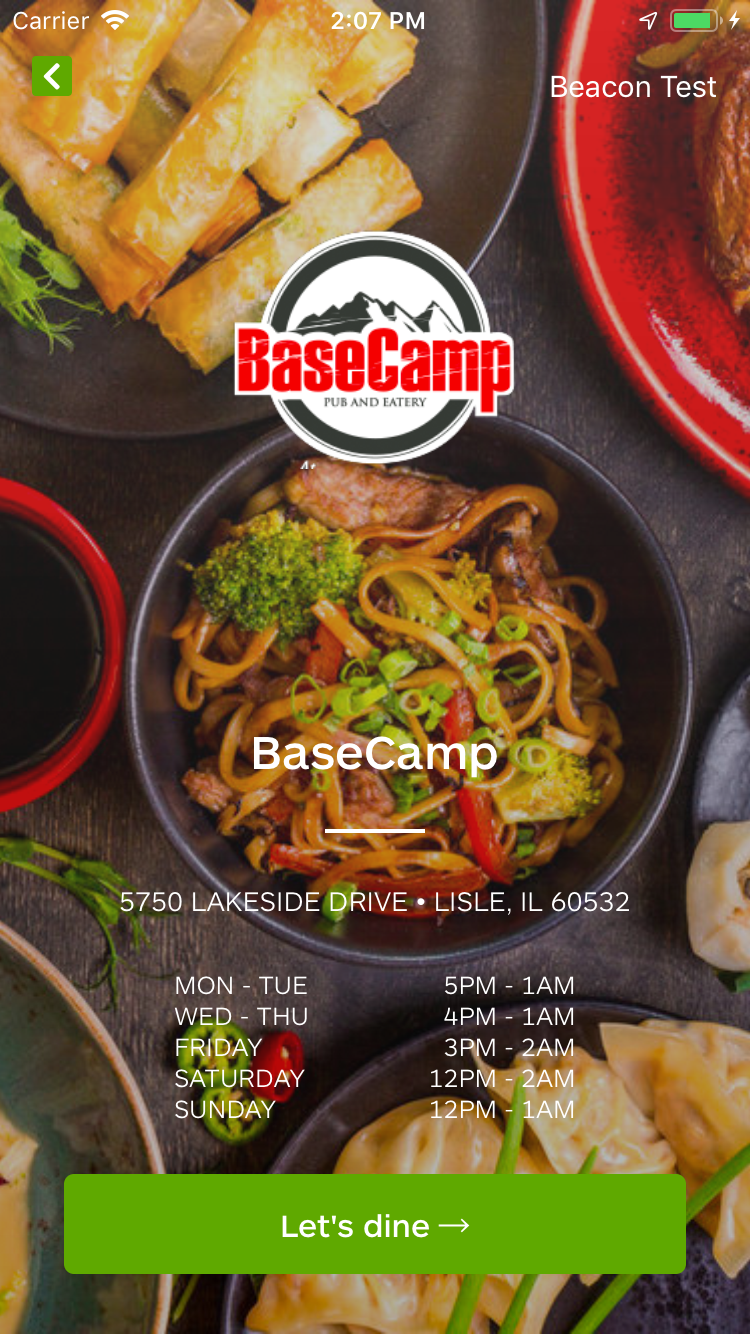 Carrier 2:07 PM
Beacon Test
BaseCamp
PUB AND EATERY
BaseCamp
5750 LAKESIDE DRIVE • LISLE, IL 60532
MON - TUE 5PM - 1AM
WED - THU 4PM - 1AM
FRIDAY 3PM - 2AM
SATURDAY 12PM - 2AM
SUNDAY 12PM - 1AM
Let's dine →